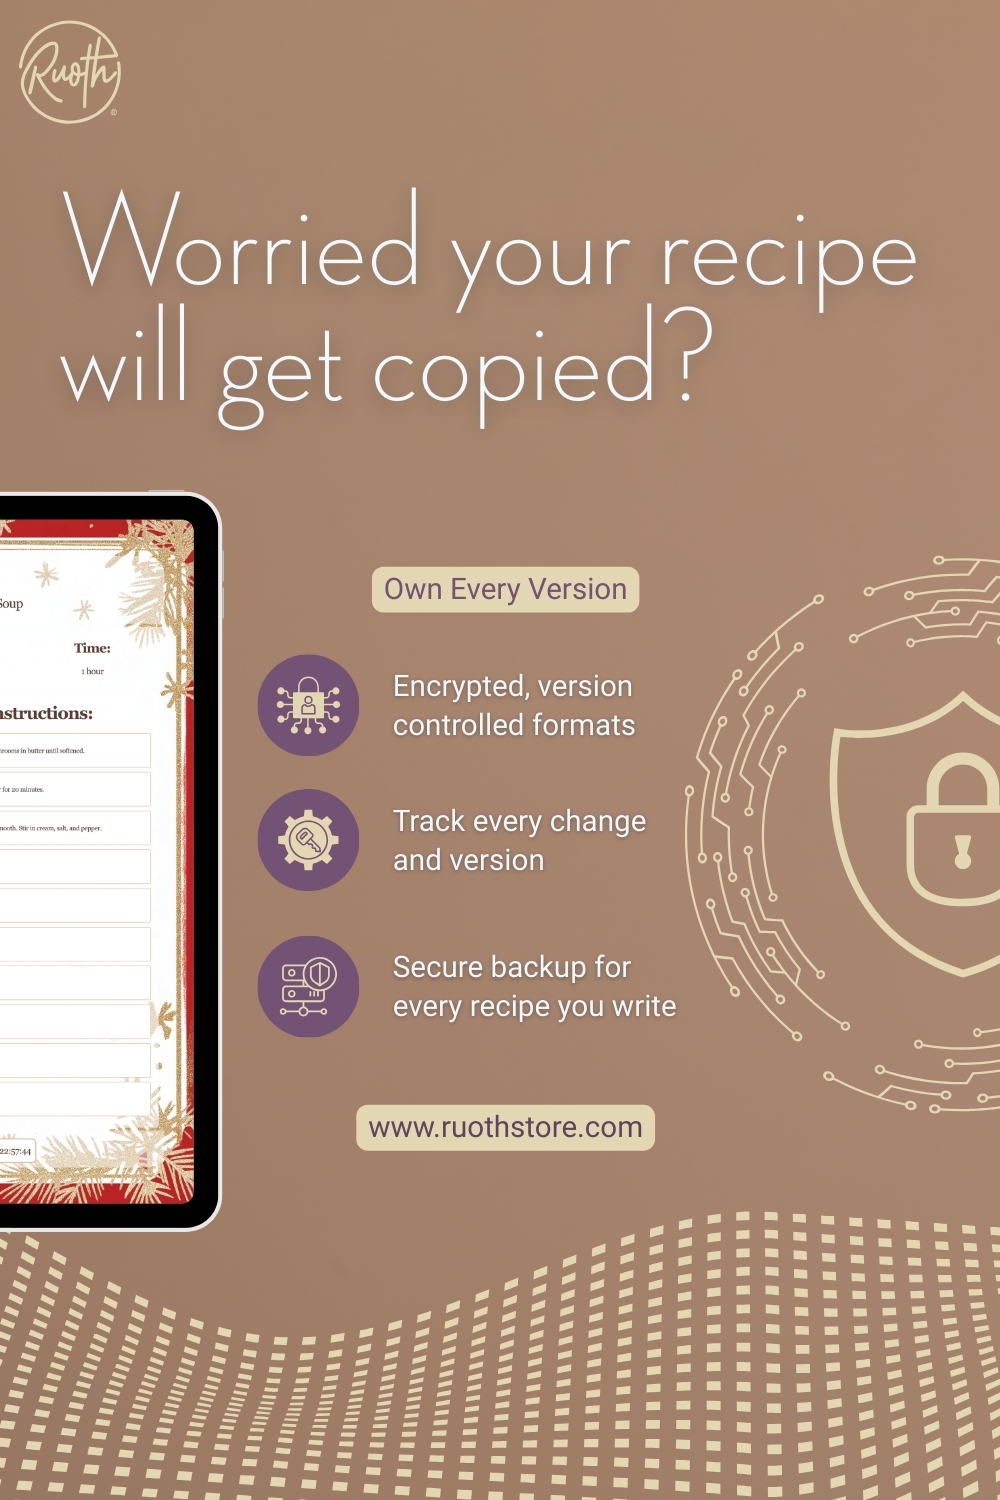 Ruoth
Worried your recipe
will get copied?
Soup
Time:
1 hour
nstructions:
rooms in butter until softened.
for 20 minutes.
mooth. Stir in cream, salt, and pepper.
22:57:44
Own Every Version
Encrypted, version
controlled formats
Track every change
and version
Secure backup for
every recipe you write
www.ruothstore.com